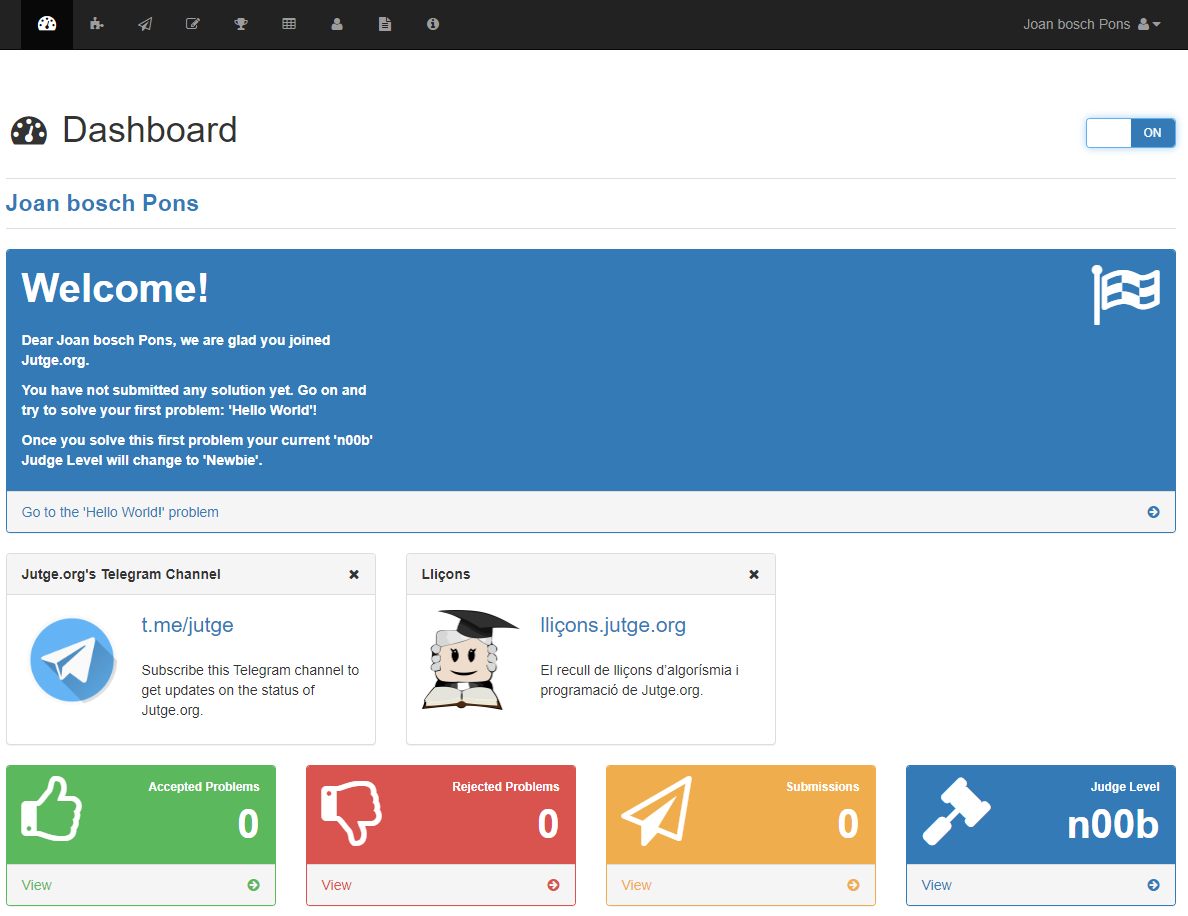 Joan bosch Pons
Dashboard
ON
Joan bosch Pons
Welcome!
Dear Joan bosch Pons, we are glad you joined
Jutge.org.
You have not submitted any solution yet. Go on and
try to solve your first problem: 'Hello World'!
Once you solve this first problem your current 'n00b'
Judge Level will change to 'Newbie'.
Go to the 'Hello World!' problem
Jutge.org's Telegram Channel
t.me/jutge
Subscribe this Telegram channel to
get updates on the status of
Jutge.org.
Lliçons
lliçons.jutge.org
El recull de lliçons d'algorísmia i
programació de Jutge.org.
Accepted Problems
0
View
Rejected Problems
0
View
Submissions
0
View
Judge Level
n00b
View